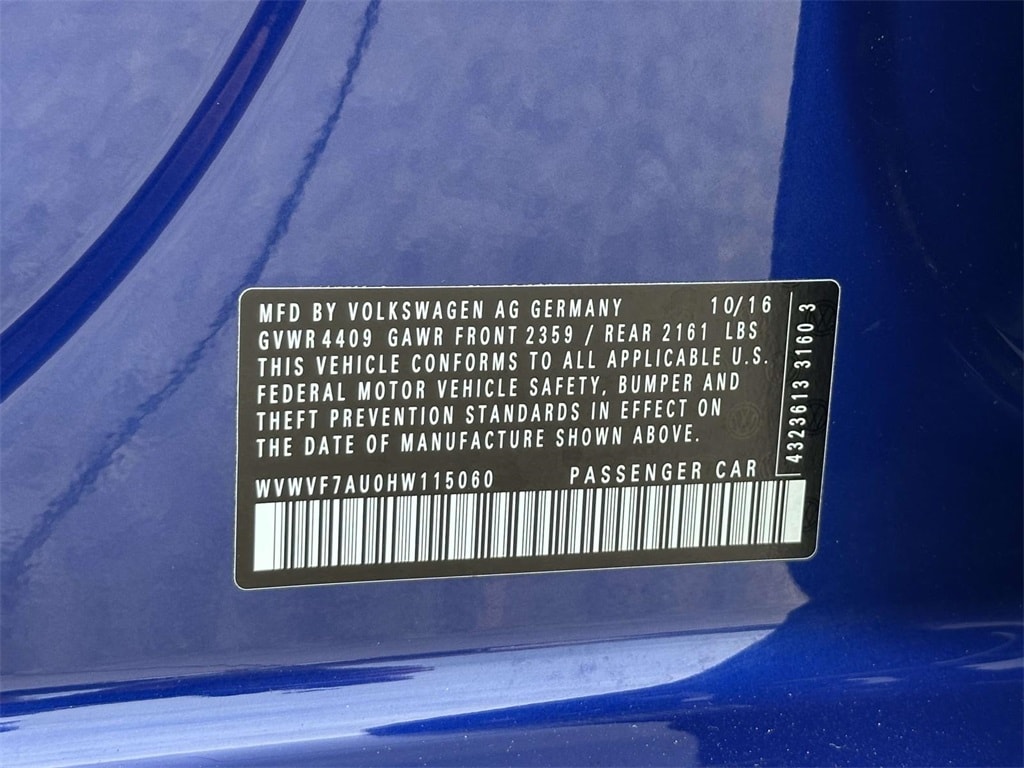 MFD BY VOLKSWAGEN AG GERMANY 10/16
GVWR 4409 GAWR FRONT 2359 / REAR 2161 LBS
THIS VEHICLE CONFORMS TO ALL APPLICABLE U.S.
FEDERAL MOTOR VEHICLE SAFETY, BUMPER AND
THEFT PREVENTION STANDARDS IN EFFECT ON
THE DATE OF MANUFACTURE SHOWN ABOVE.
WVWVF7AU0HW115060 PASSENGER CAR
4323613 3160 3